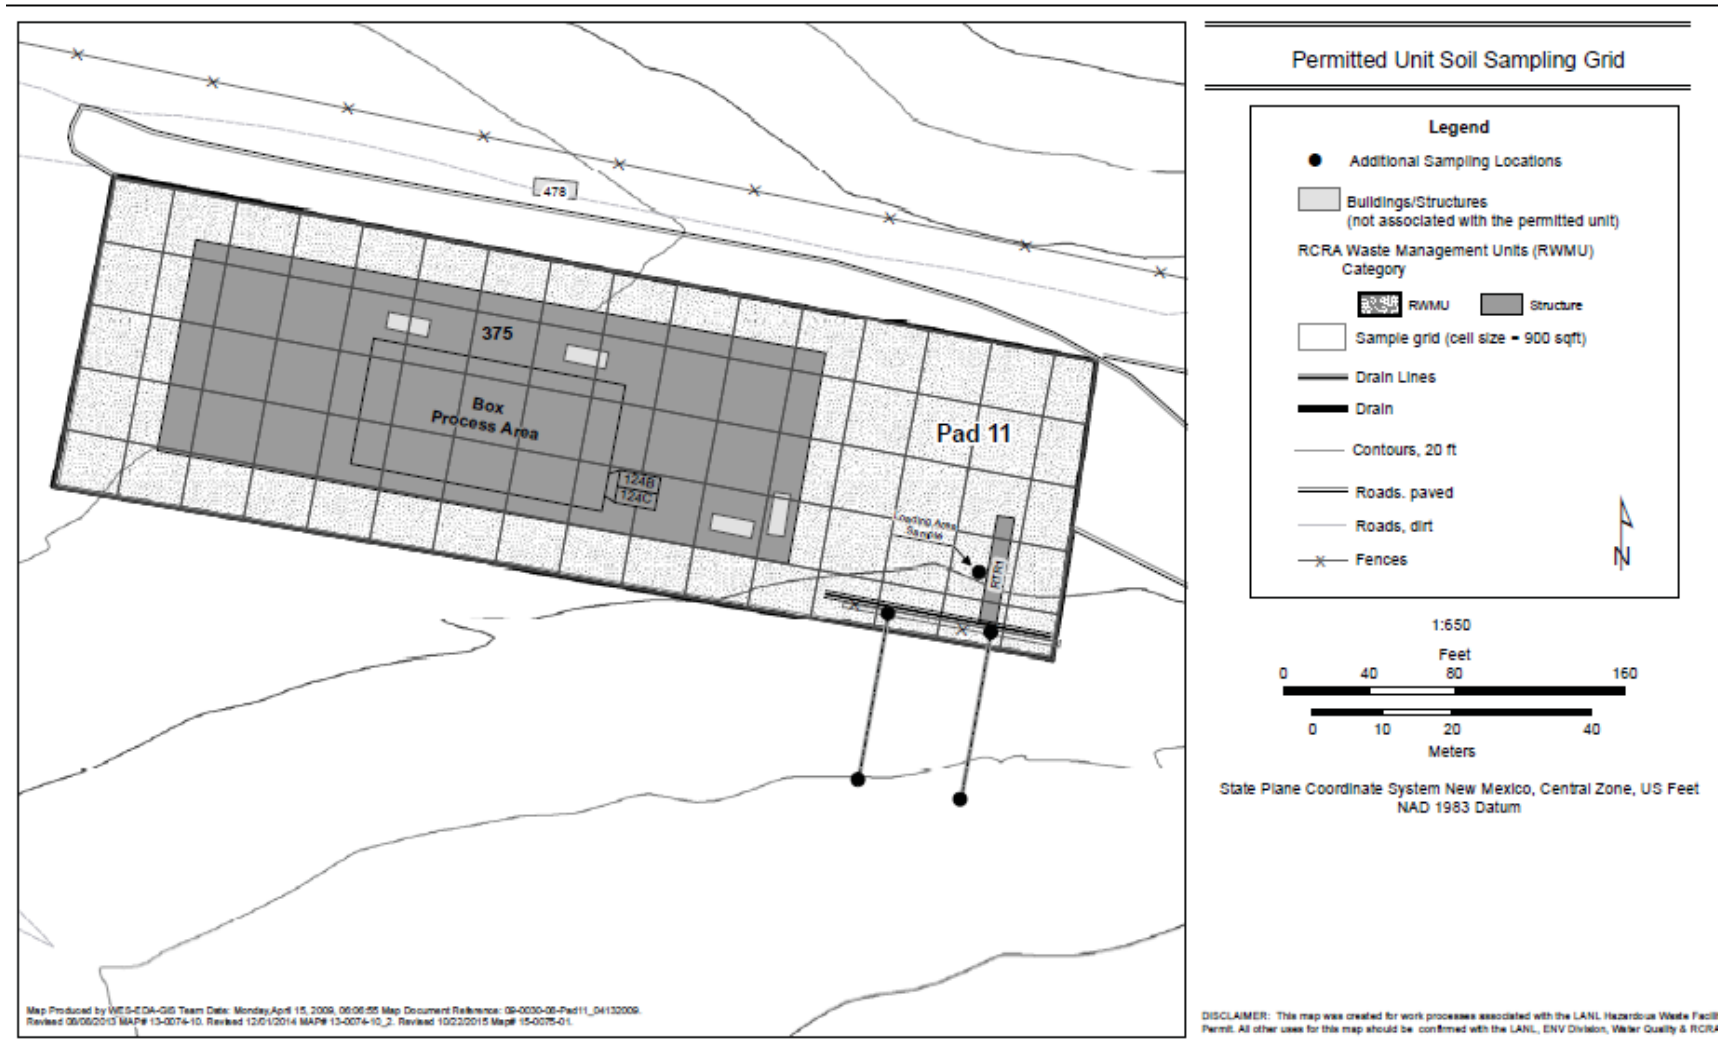 Permitted Unit Soil Sampling Grid
Legend
Additional Sampling Locations
Buildings/Structures
(not associated with the permitted unit)
RCRA Waste Management Units (RWMU)
Category
RWMU
Structure
Sample grid (cell size = 900 sqft)
Drain Lines
Drain
Contours, 20 ft
Roads. paved
Roads, dirt
Fences
N
1:650
Feet
0 40 80 160
0 10 20 40
Meters
State Plane Coordinate System New Mexico, Central Zone, US Feet
NAD 1983 Datum
478
375
Box
Process Area
124B
124C
Pad 11
Loading Area
Sample
RTR1
Map Produced by WES-EDA-GIS Team Date: Monday,April 15, 2009, 06:06:55 Map Document Reference: 09-0030-08-Pad11_04132009.
Revised 08/08/2013 MAP# 13-0074-10. Revised 12/01/2014 MAP# 13-0074-10_2. Revised 10/22/2015 Map# 15-0075-01.
DISCLAIMER: This map was created for work processes associated with the LANL Hazardous Waste Facili
Permit. All other uses for this map should be confirmed with the LANL, ENV Division, Water Quality & RCRA